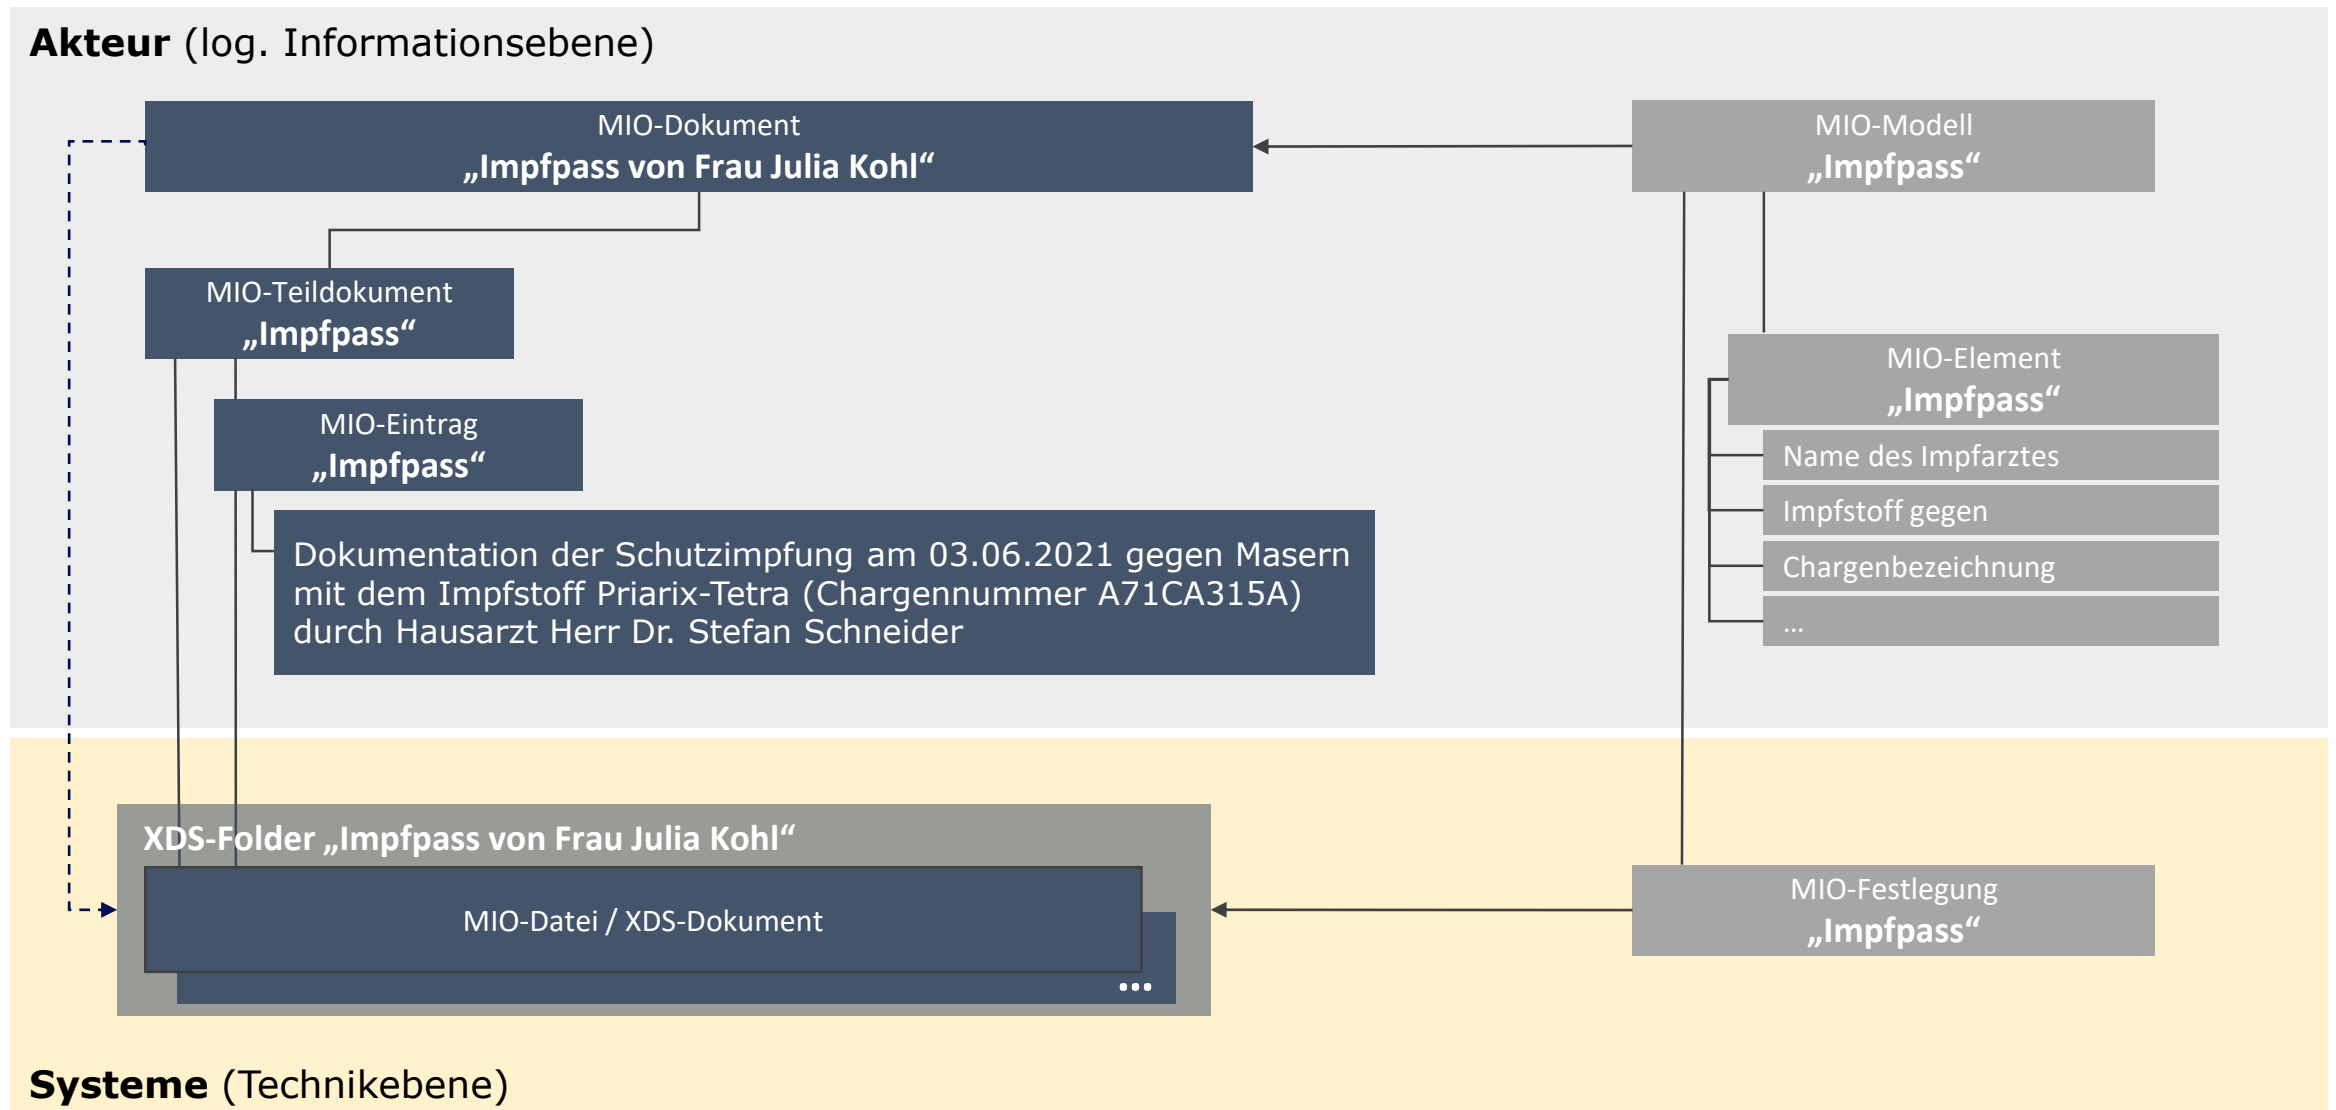 Akteur (log. Informationsebene)
MIO-Dokument
„Impfpass von Frau Julia Kohl“
MIO-Modell
„Impfpass“
MIO-Teildokument
„Impfpass“
MIO-Eintrag
„Impfpass“
Dokumentation der Schutzimpfung am 03.06.2021 gegen Masern
mit dem Impfstoff Priarix-Tetra (Chargennummer A71CA315A)
durch Hausarzt Herr Dr. Stefan Schneider
MIO-Element
„Impfpass“
Name des Impfarztes
Impfstoff gegen
Chargenbezeichnung
...
XDS-Folder „Impfpass von Frau Julia Kohl“
MIO-Datei / XDS-Dokument
...
MIO-Festlegung
„Impfpass“
Systeme (Technikebene)